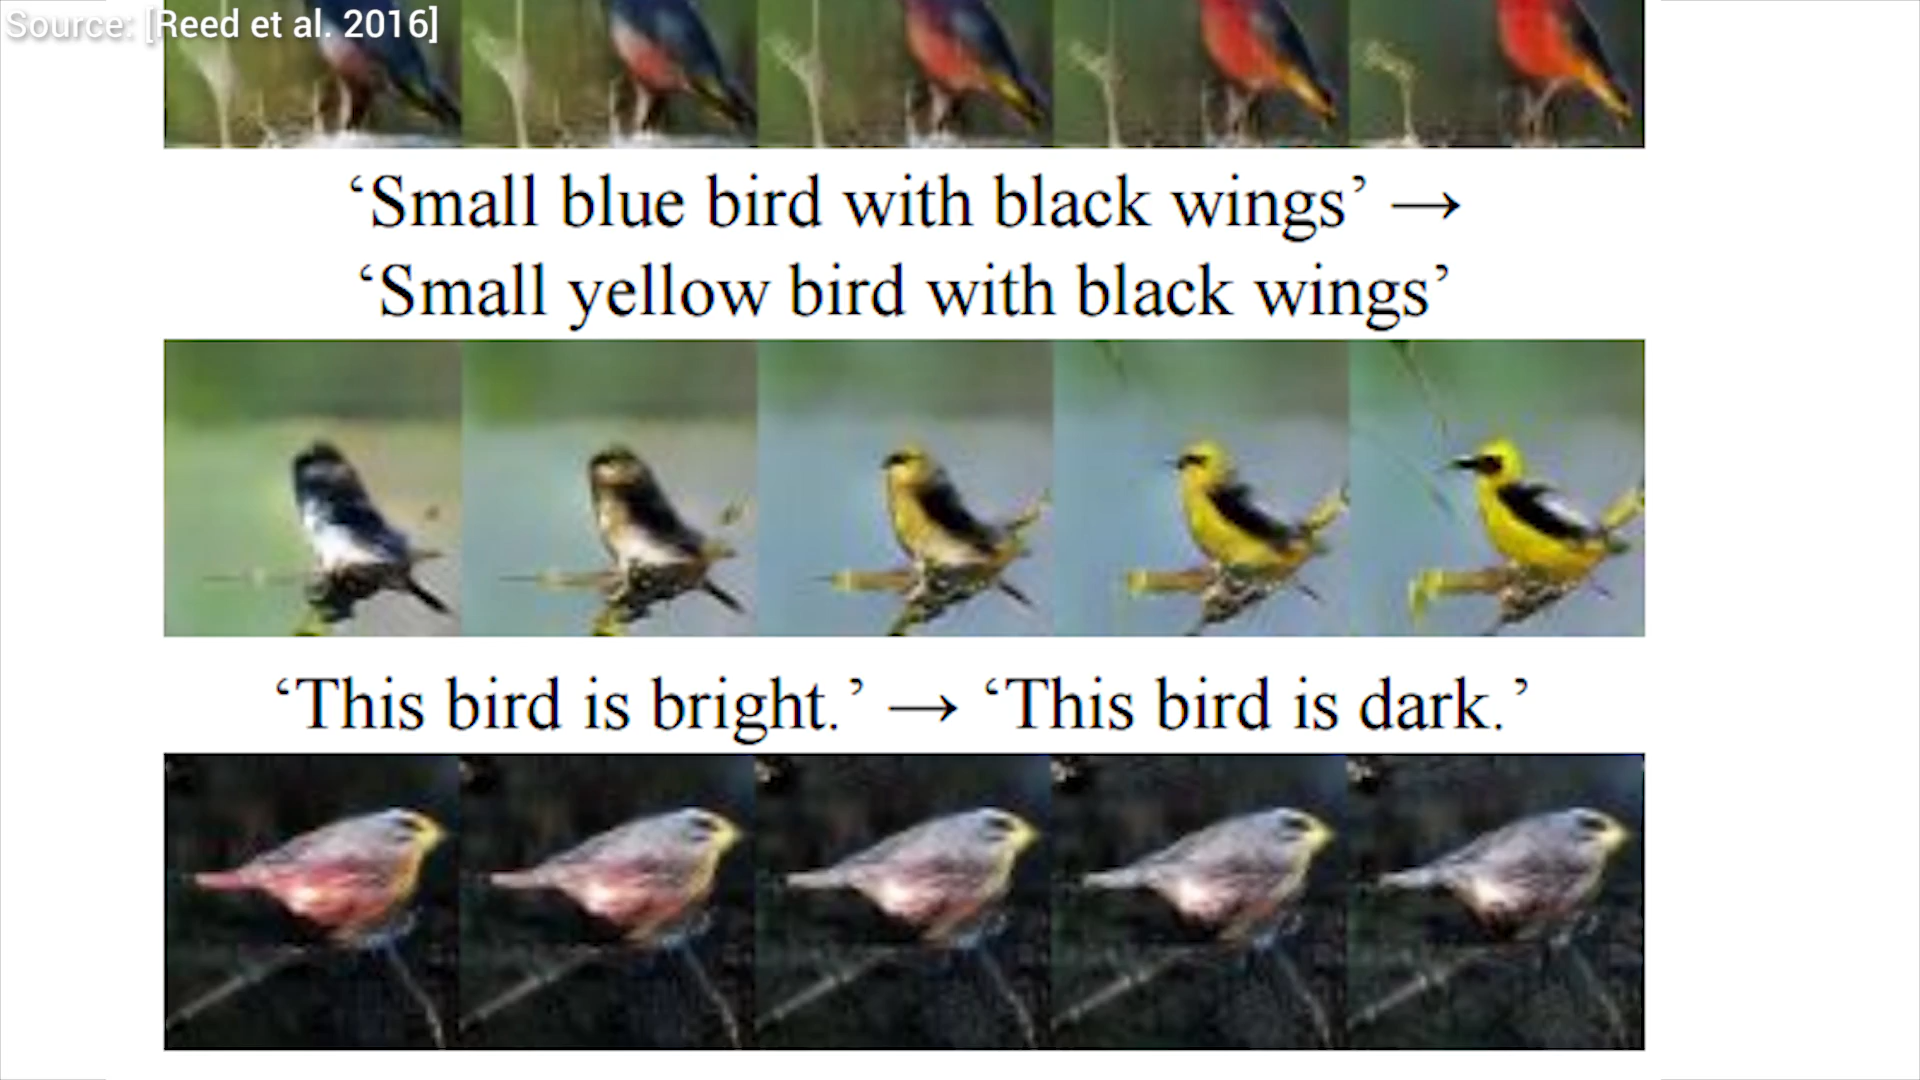 Source: [Reed et al. 2016]
‘Small blue bird with black wings’ →
‘Small yellow bird with black wings’
‘This bird is bright.’ → ‘This bird is dark.’